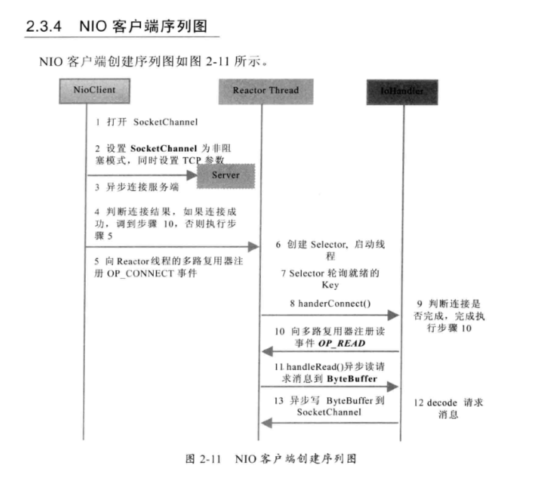 2.3.4 NIO 客户端序列图
NIO 客户端创建序列图如图 2-11 所示。
NioClient
Reactor Thread
IoHandler
1 打开 SocketChannel
2 设置 SocketChannel 为非阻
塞模式，同时设置 TCP 参数
Server
3 异步连接服务端
4 判断连接结果，如果连接成
功，调到步骤 10，否则执行步
骤 5
5 向 Reactor 线程的多路复用器注
册 OP_CONNECT 事件
6 创建 Selector, 启动线
程
7 Selector 轮询就绪的
Key
8 handerConnect()
9 判断连接是
否完成，完成执
行步骤 10
10 向多路复用器注册读
事件 OP_READ
11 handleRead()异步读请
求消息到 ByteBuffer
12 decode 请求
消息
13 异步写 ByteBuffer 到
SocketChannel
图 2-11 NIO 客户端创建序列图